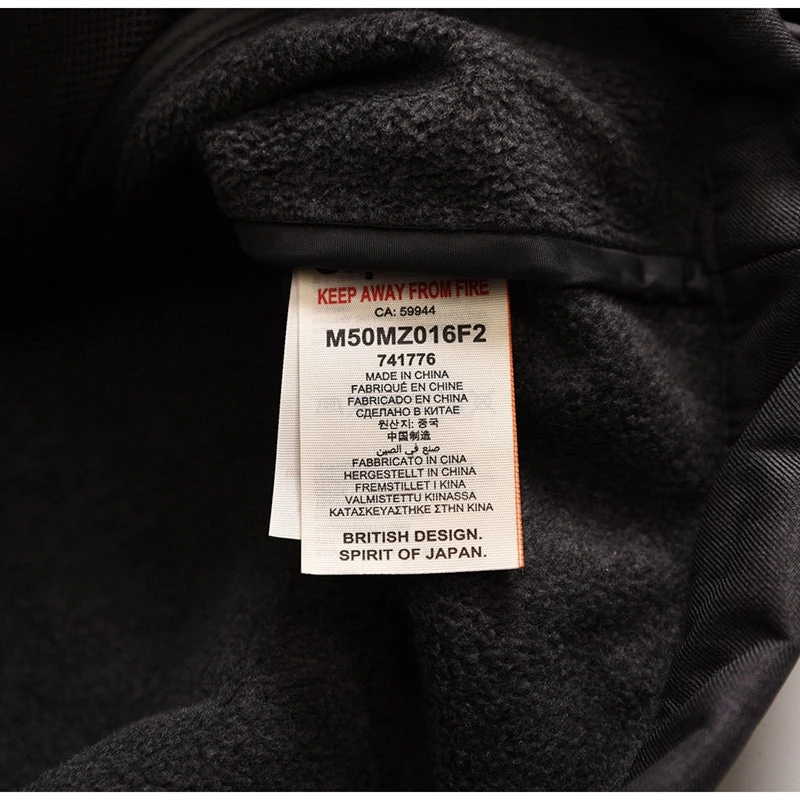 KEEP AWAY FROM FIRE
CA: 59944
M50MZ016F2
741776
MADE IN CHINA
FABRIQUÉ EN CHINE
FABRICADO EN CHINA
СДЕЛАНО В КИТАЕ
원산지: 중국
中国制造
صنع في الصين
FABBRICATO IN CINA
HERGESTELLT IN CHINA
FREMSTILLET I KINA
VALMISTETTU KIINASSA
ΚΑΤΑΣΚΕΥΑΣΤΗΚΕ ΣΤΗΝ ΚΙΝΑ
BRITISH DESIGN.
SPIRIT OF JAPAN.